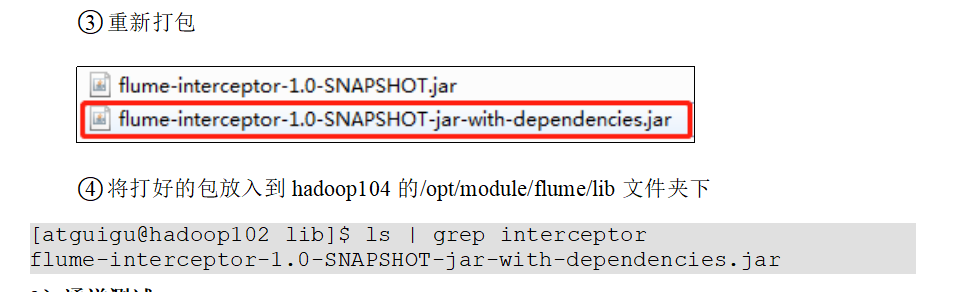 ③重新打包
flume-interceptor-1.0-SNAPSHOT.jar
flume-interceptor-1.0-SNAPSHOT-jar-with-dependencies.jar
④将打好的包放入到 hadoop104 的/opt/module/flume/lib 文件夹下
[atguigu@hadoop102 lib]$ ls | grep interceptor
flume-interceptor-1.0-SNAPSHOT-jar-with-dependencies.jar